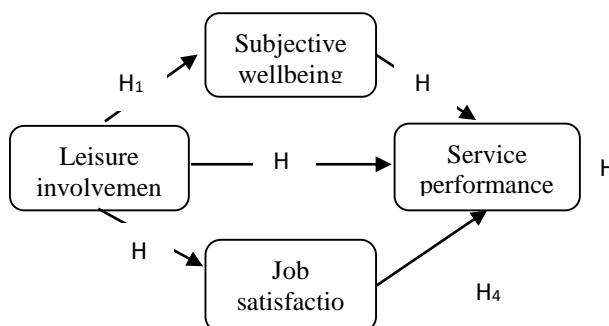 Subjective
wellbeing
H₁
H
Leisure
involvemen
H
Service
performance
H
H
Job
satisfactio
H₄